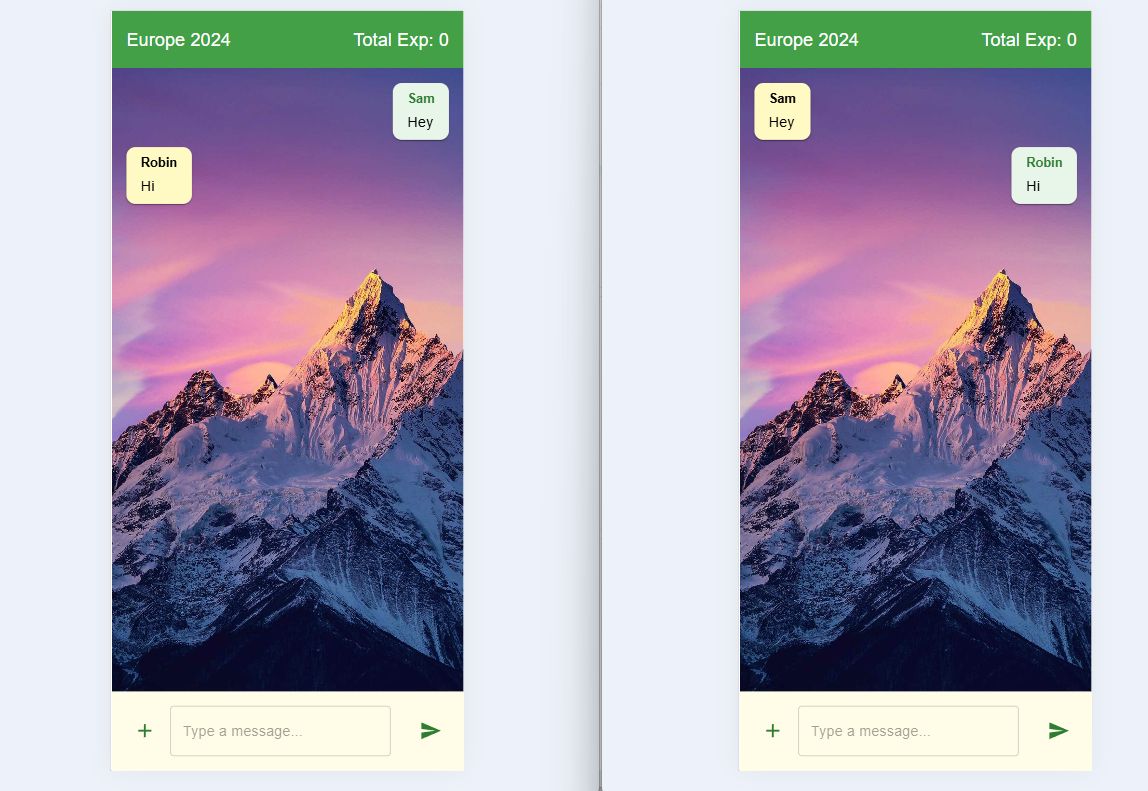 Europe 2024 Total Exp: 0
Sam
Hey
Robin
Hi
Type a message...
Europe 2024 Total Exp: 0
Sam
Hey
Robin
Hi
Type a message...